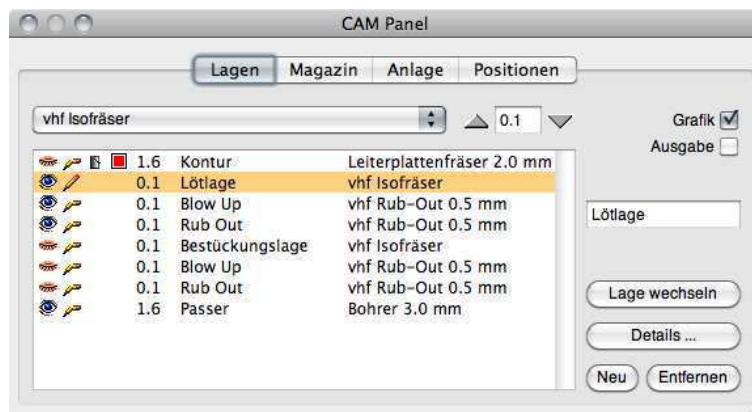 CAM Panel
Lagen Magazin Anlage Positionen
vhf Isofräser 0.1 Grafik
Ausgabe
1.6 Kontur Leiterplattenfräser 2.0 mm
0.1 Lötlage vhf Isofräser
0.1 Blow Up vhf Rub-Out 0.5 mm
0.1 Rub Out vhf Rub-Out 0.5 mm
0.1 Bestückungslage vhf Isofräser
0.1 Blow Up vhf Rub-Out 0.5 mm
0.1 Rub Out vhf Rub-Out 0.5 mm
1.6 Passer Bohrer 3.0 mm
Lötlage
Lage wechseln
Details ...
Neu Entfernen